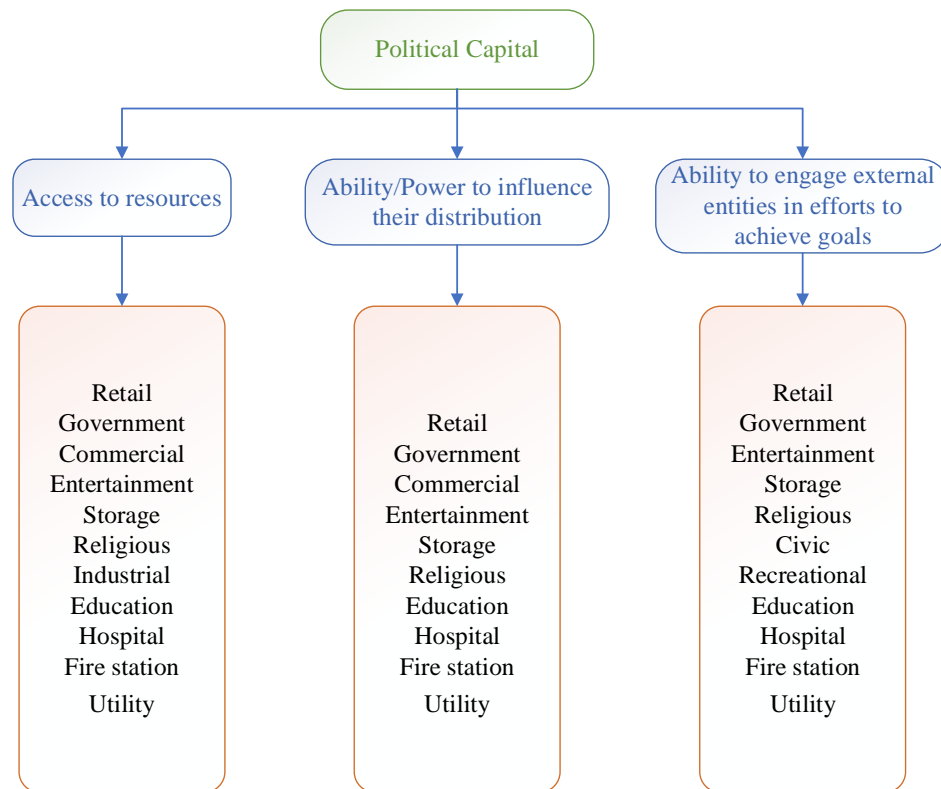 Political Capital
Access to resources
Ability/Power to influence
their distribution
Ability to engage external
entities in efforts to
achieve goals
Retail
Government
Commercial
Entertainment
Storage
Religious
Industrial
Education
Hospital
Fire station
Utility
Retail
Government
Commercial
Entertainment
Storage
Religious
Education
Hospital
Fire station
Utility
Retail
Government
Entertainment
Storage
Religious
Civic
Recreational
Education
Hospital
Fire station
Utility